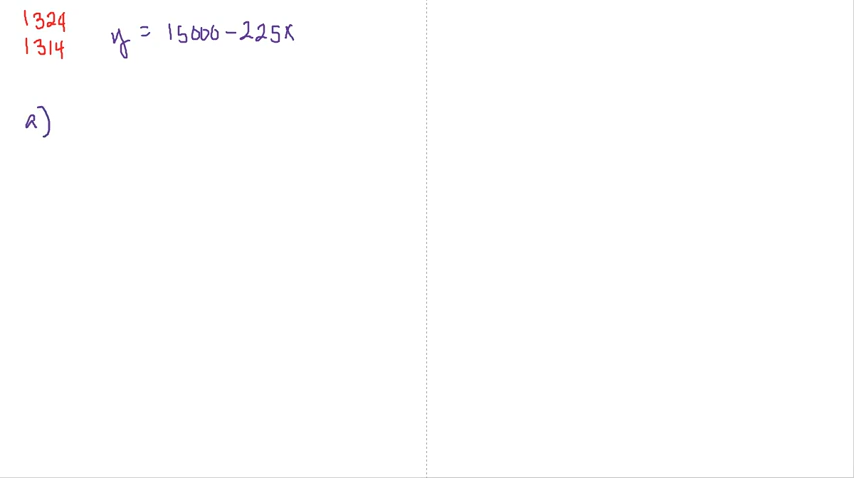 1324
1314
y = 15000 - 225x
a)